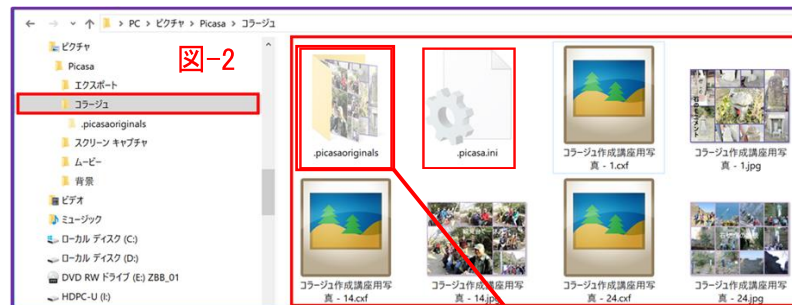 > PC > ピクチャ > Picasa > コラージュ
ピクチャ
Picasa
エクスポート
コラージュ
.picasaoriginals
スクリーン キャプチャ
ムービー
背景
ビデオ
ミュージック
ローカル ディスク (C:)
ローカル ディスク (D:)
DVD RW ドライブ (E:) ZBB_01
HDPC-U (I:)
図-2
.picasaoriginals
.picasa.ini
コラージュ作成講座用写
真 - 1.cxf
コラージュ作成講座用写
真 - 1.jpg
コラージュ作成講座用写
真 - 14.cxf
コラージュ作成講座用写
真 - 14.jpg
コラージュ作成講座用写
真 - 24.cxf
コラージュ作成講座用写
真 - 24.jpg